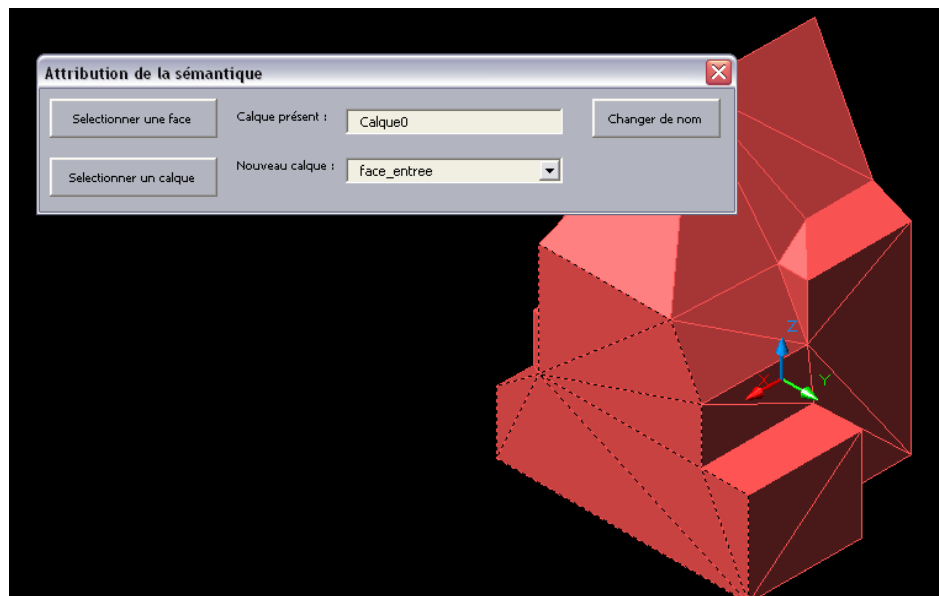 Attribution de la sémantique
Selectionner une face Calque présent : Calque0 Changer de nom
Selectionner un calque Nouveau calque : face_entree
Z
X Y